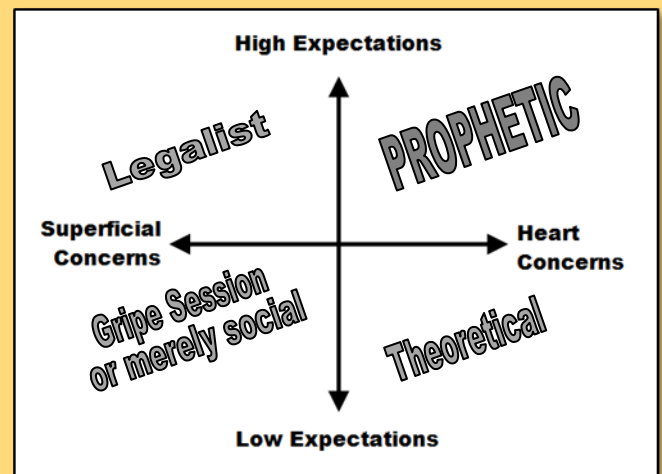 High Expectations
Legalist
PROPHETIC
Superficial
Concerns
Heart
Concerns
Gripe Session
or merely social
Theoretical
Low Expectations